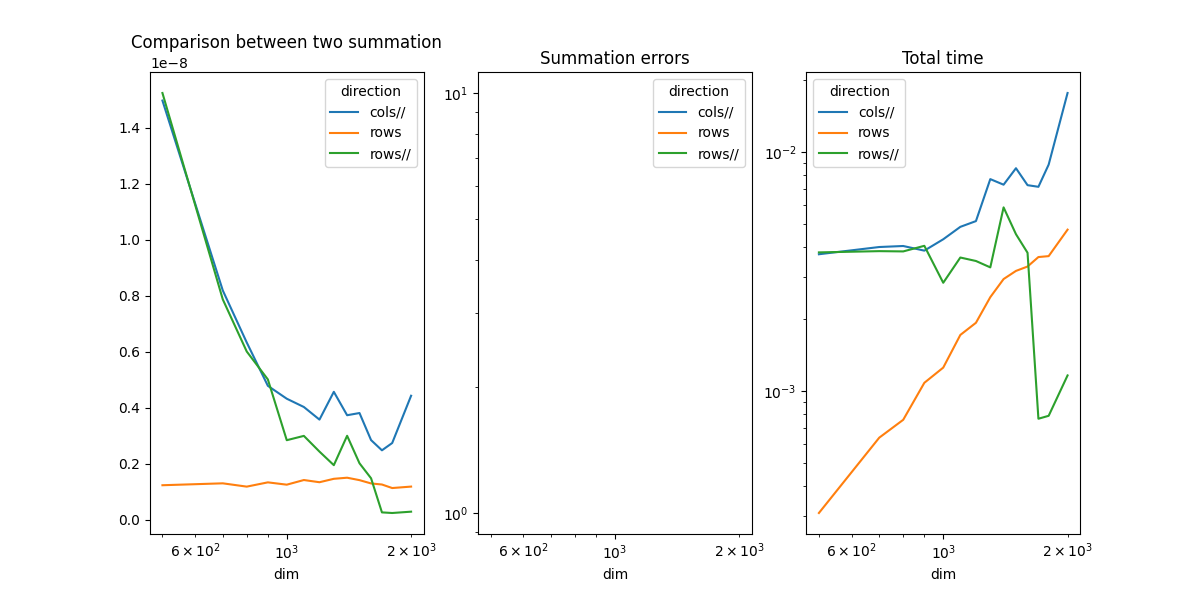 Comparison between two summation
1e−8
direction
cols//
rows
rows//
1.4
1.2
1.0
0.8
0.6
0.4
0.2
0.0
6 × 10²
10³
2 × 10³
dim
Summation errors
direction
cols//
rows
rows//
10¹
10⁰
6 × 10²
10³
2 × 10³
dim
Total time
direction
cols//
rows
rows//
10⁻²
10⁻³
6 × 10²
10³
2 × 10³
dim